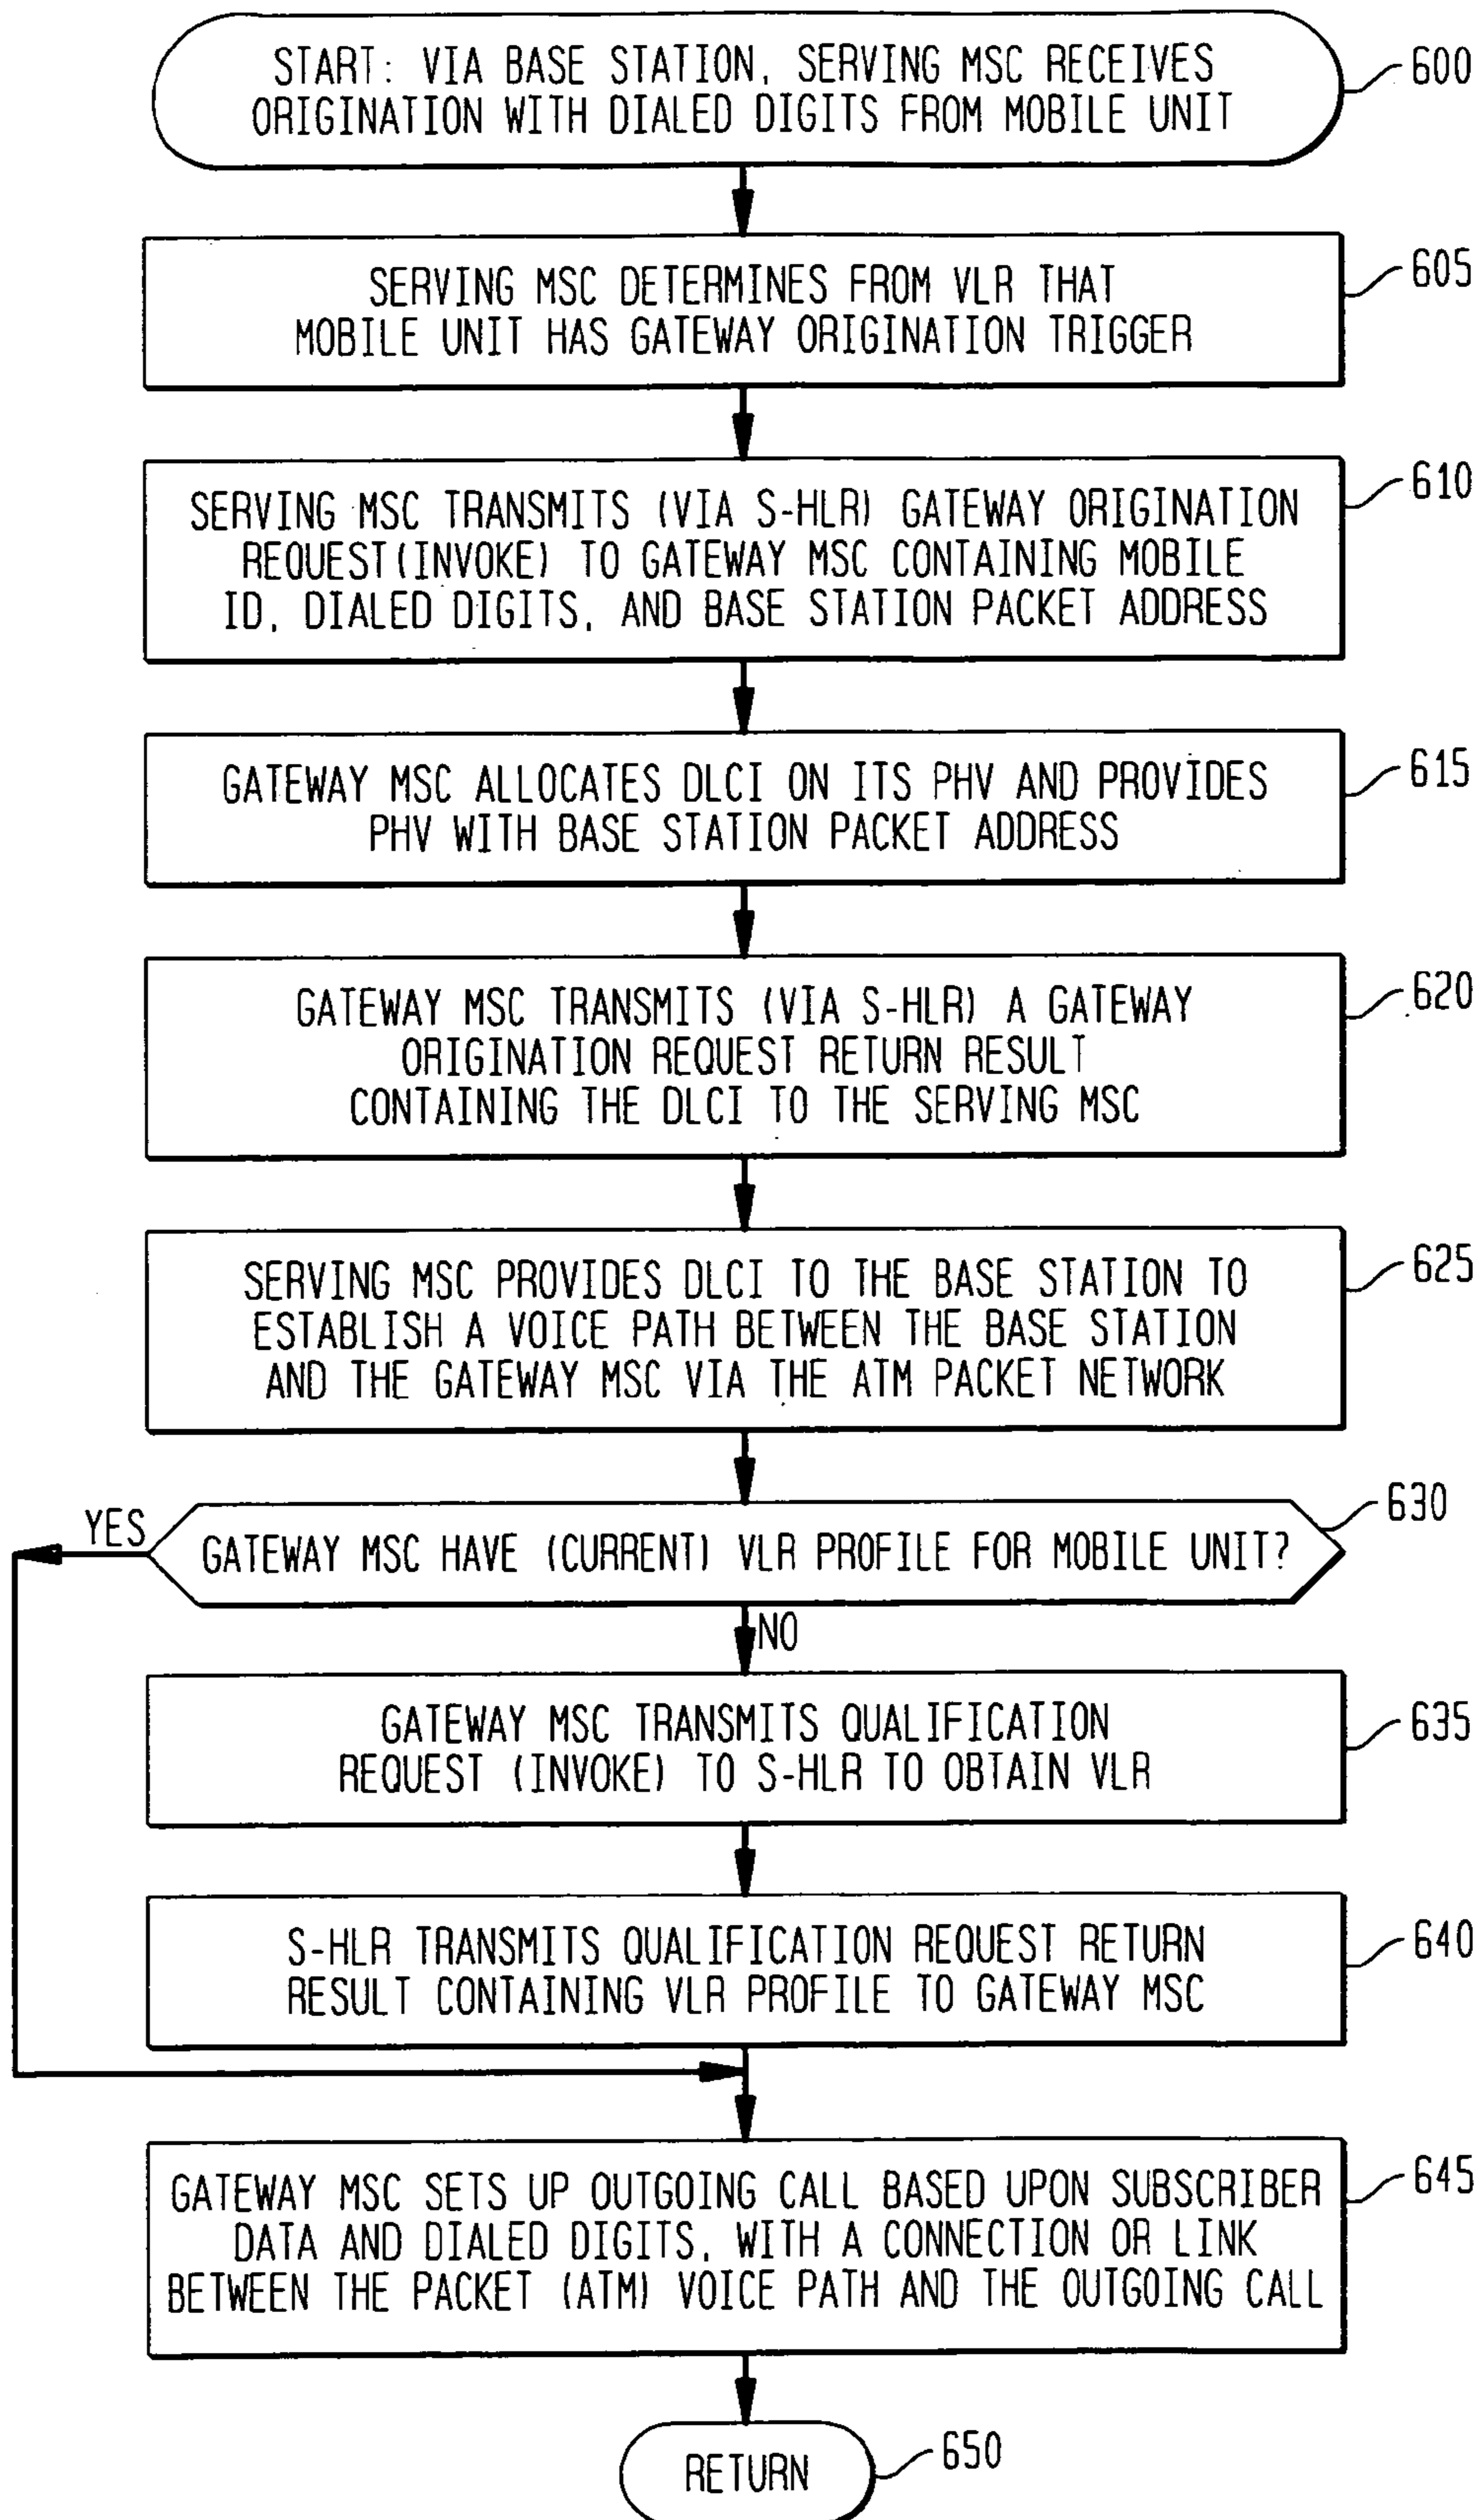 START: VIA BASE STATION, SERVING MSC RECEIVES
ORIGINATION WITH DIALED DIGITS FROM MOBILE UNIT
600
SERVING MSC DETERMINES FROM VLR THAT
MOBILE UNIT HAS GATEWAY ORIGINATION TRIGGER
605
SERVING MSC TRANSMITS (VIA S-HLR) GATEWAY ORIGINATION
REQUEST(INVOKE) TO GATEWAY MSC CONTAINING MOBILE
ID, DIALED DIGITS, AND BASE STATION PACKET ADDRESS
610
GATEWAY MSC ALLOCATES DLCI ON ITS PHV AND PROVIDES
PHV WITH BASE STATION PACKET ADDRESS
615
GATEWAY MSC TRANSMITS (VIA S-HLR) A GATEWAY
ORIGINATION REQUEST RETURN RESULT
CONTAINING THE DLCI TO THE SERVING MSC
620
SERVING MSC PROVIDES DLCI TO THE BASE STATION TO
ESTABLISH A VOICE PATH BETWEEN THE BASE STATION
AND THE GATEWAY MSC VIA THE ATM PACKET NETWORK
625
YES
GATEWAY MSC HAVE (CURRENT) VLR PROFILE FOR MOBILE UNIT?
630
NO
GATEWAY MSC TRANSMITS QUALIFICATION
REQUEST (INVOKE) TO S-HLR TO OBTAIN VLR
635
S-HLR TRANSMITS QUALIFICATION REQUEST RETURN
RESULT CONTAINING VLR PROFILE TO GATEWAY MSC
640
GATEWAY MSC SETS UP OUTGOING CALL BASED UPON SUBSCRIBER
DATA AND DIALED DIGITS, WITH A CONNECTION OR LINK
BETWEEN THE PACKET (ATM) VOICE PATH AND THE OUTGOING CALL
645
RETURN
650